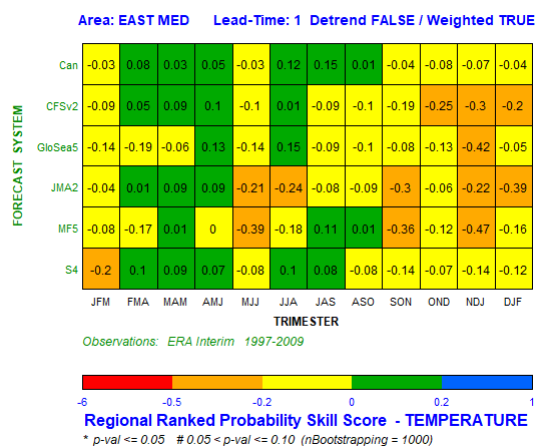 Area: EAST MED Lead-Time: 1 Detrend FALSE / Weighted TRUE
FORECAST SYSTEM
Can -0.03 0.08 0.03 0.05 -0.03 0.12 0.15 0.01 -0.04 -0.08 -0.07 -0.04
CFSv2 -0.09 0.05 0.09 0.1 -0.1 0.01 -0.09 -0.1 -0.19 -0.25 -0.3 -0.2
GloSea5 -0.14 -0.19 -0.06 0.13 -0.14 0.15 -0.09 -0.1 -0.08 -0.13 -0.42 -0.05
JMA2 -0.04 0.01 0.09 0.09 -0.21 -0.24 -0.08 -0.09 -0.3 -0.06 -0.22 -0.39
MF5 -0.08 -0.17 0.01 0 -0.39 -0.18 0.11 0.01 -0.36 -0.12 -0.47 -0.16
S4 -0.2 0.1 0.09 0.07 -0.08 0.1 0.08 -0.08 -0.14 -0.07 -0.14 -0.12
JFM FMA MAM AMJ MJJ JJA JAS ASO SON OND NDJ DJF
TRIMESTER
Observations: ERA Interim 1997-2009
-6 -0.5 -0.2 0 0.2 1
Regional Ranked Probability Skill Score - TEMPERATURE
* p-val <= 0.05 # 0.05 < p-val <= 0.10 (nBootstrapping = 1000)